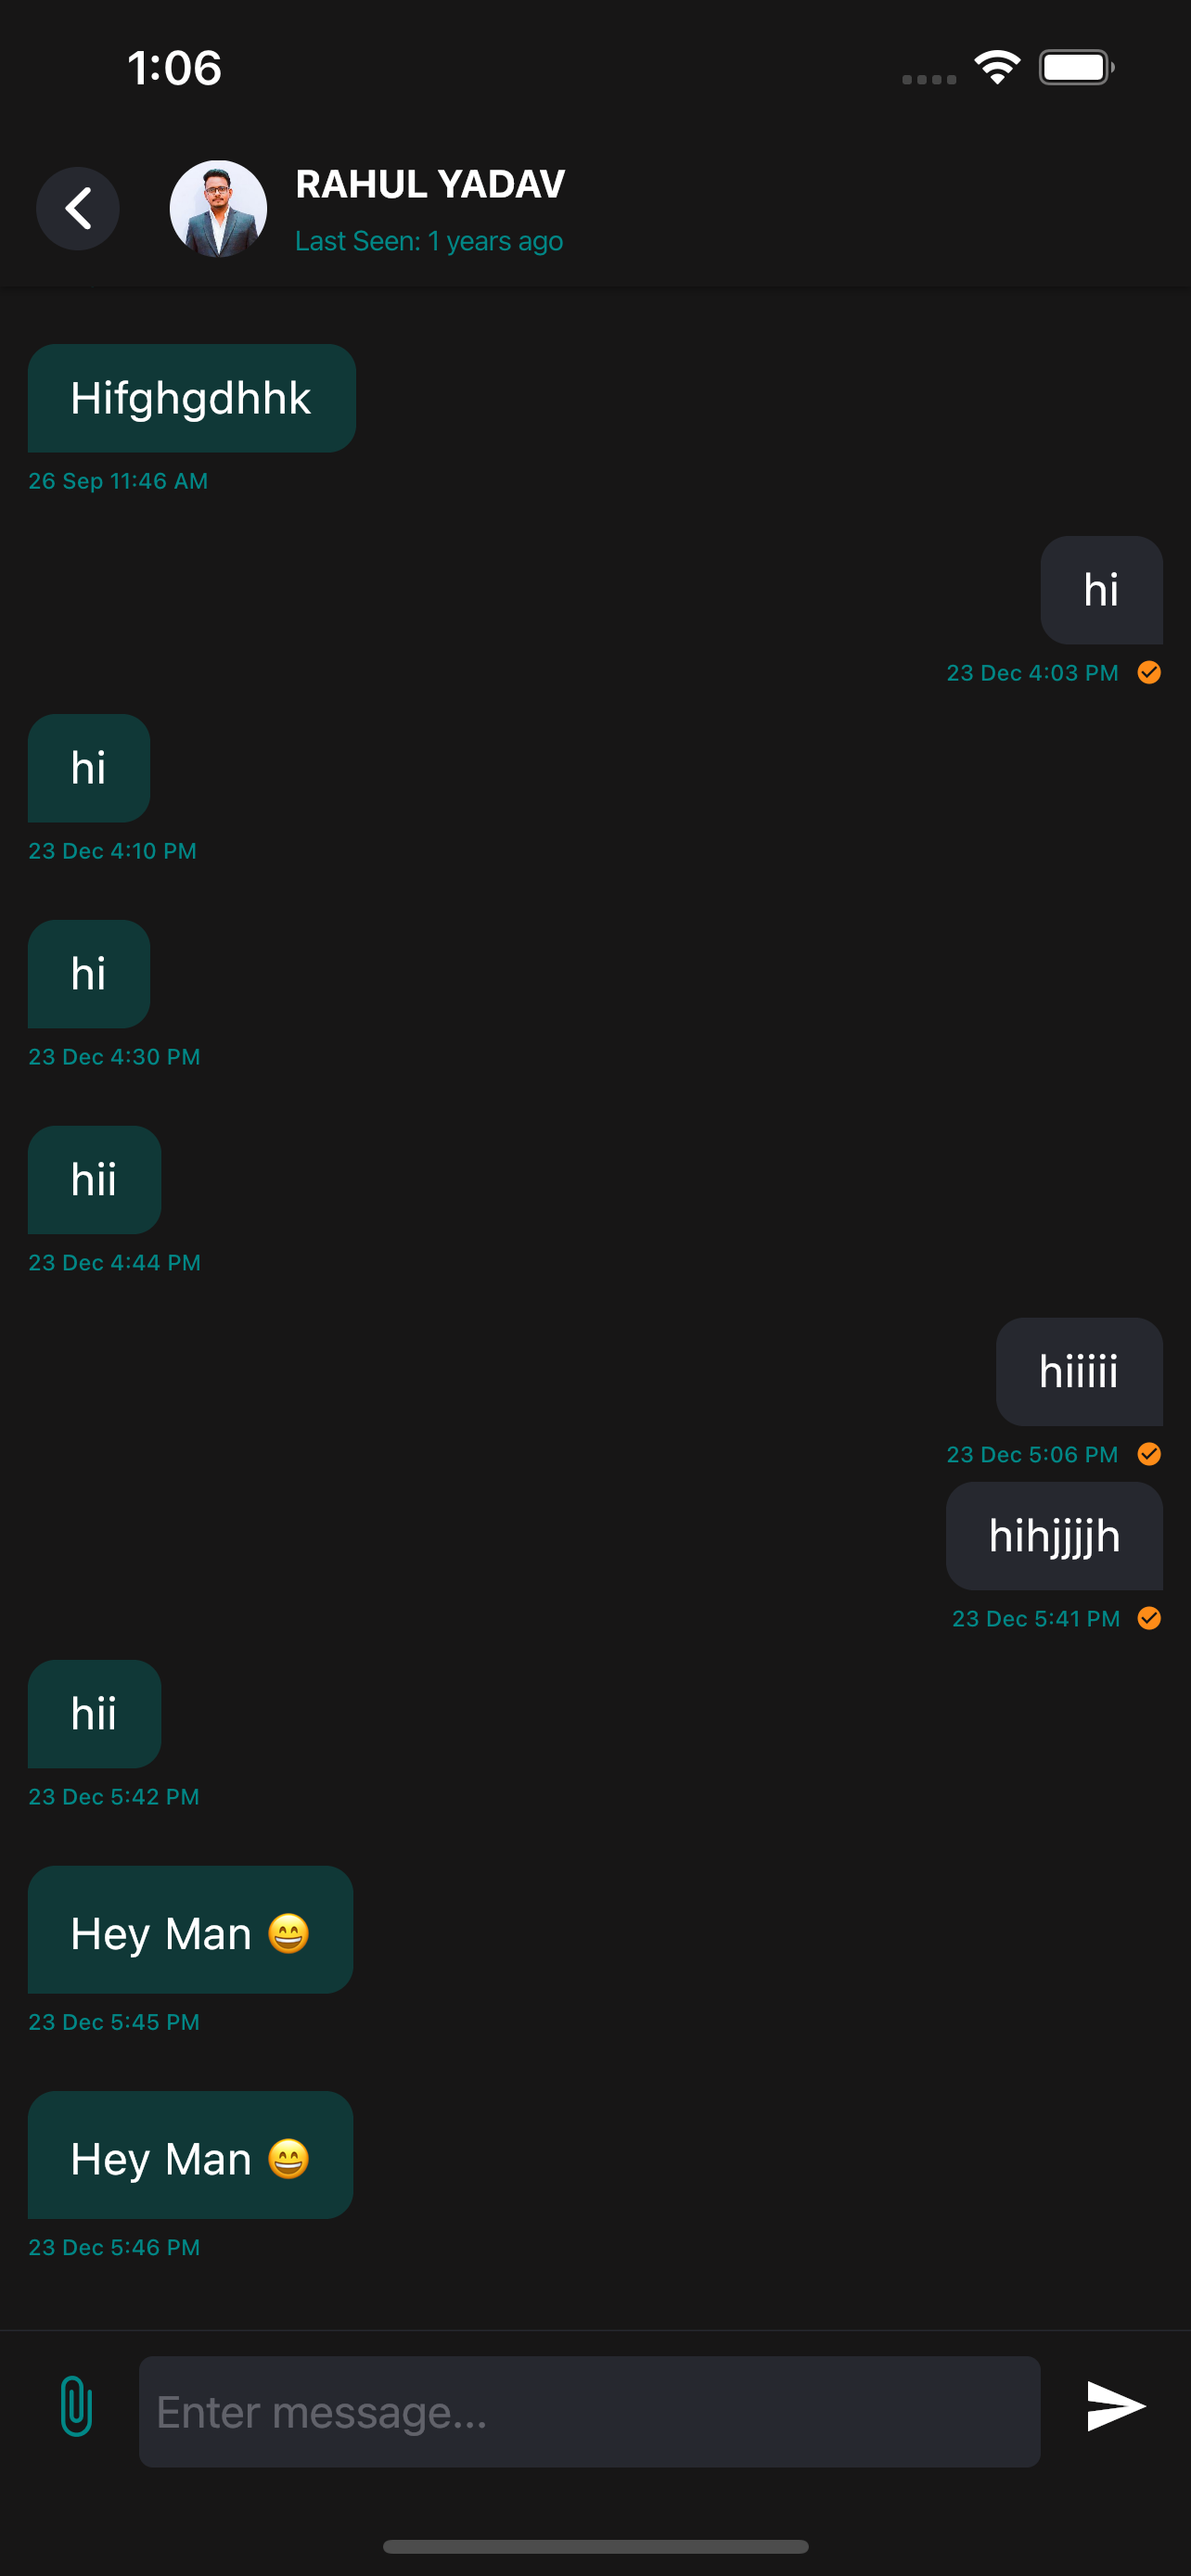 1:06
RAHUL YADAV
Last Seen: 1 years ago
Hifghgdhhk
26 Sep 11:46 AM
hi
23 Dec 4:03 PM
hi
23 Dec 4:10 PM
hi
23 Dec 4:30 PM
hii
23 Dec 4:44 PM
hiiiii
23 Dec 5:06 PM
hihjjjjh
23 Dec 5:41 PM
hii
23 Dec 5:42 PM
Hey Man 😄
23 Dec 5:45 PM
Hey Man 😄
23 Dec 5:46 PM
Enter message...